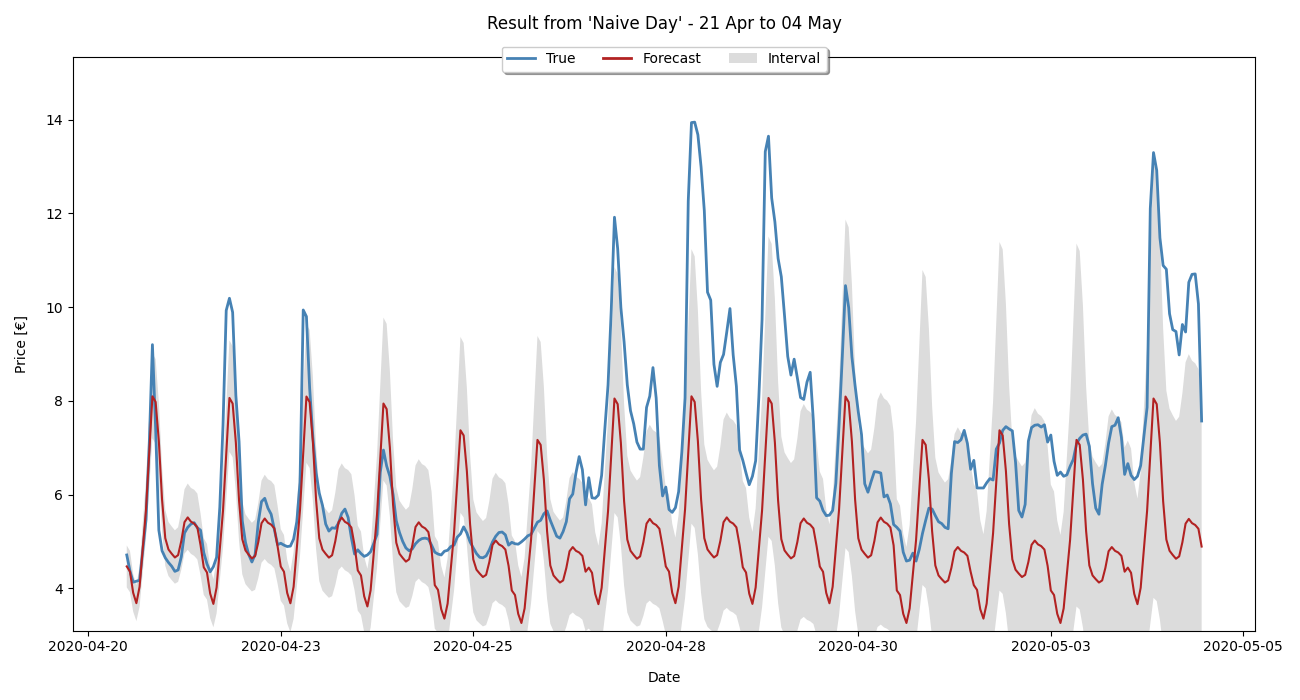 Result from 'Naive Day' - 21 Apr to 04 May
True Forecast Interval
14
12
10
8
6
4
Price [€]
2020-04-20 2020-04-23 2020-04-25 2020-04-28 2020-04-30 2020-05-03 2020-05-05
Date